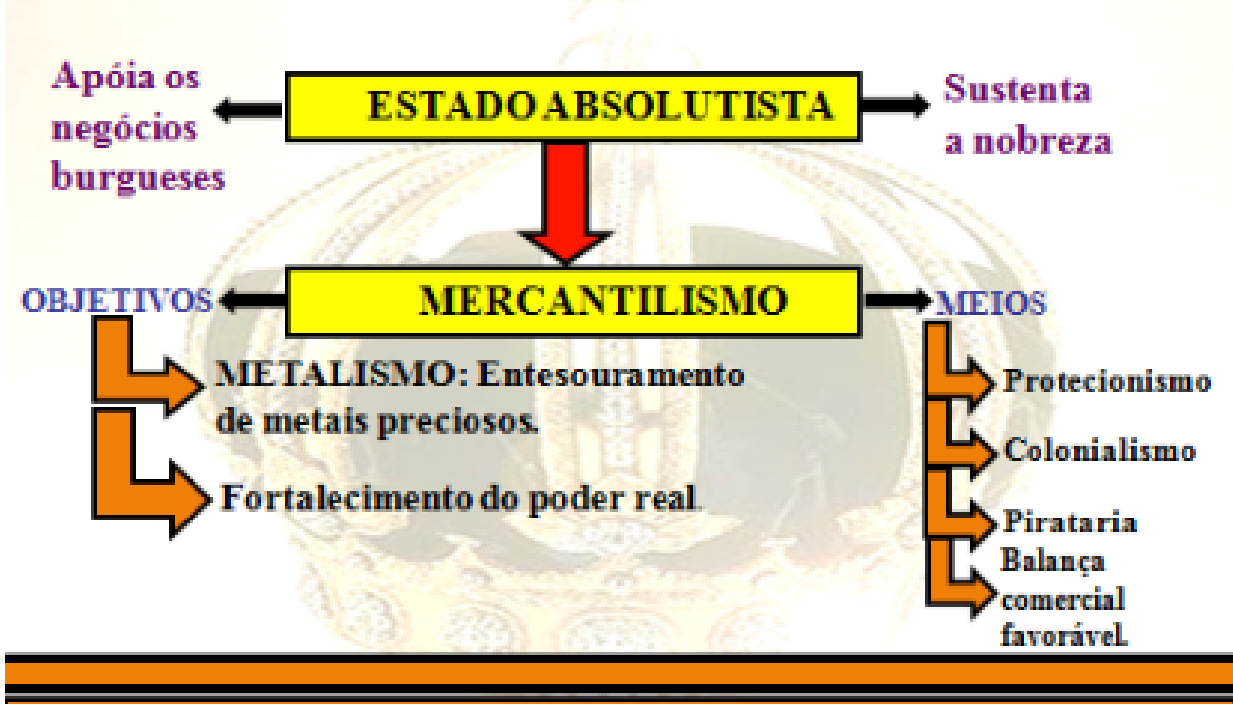 Apóia os
negócios
burgueses
ESTADO ABSOLUTISTA
Sustenta
a nobreza
OBJETIVOS
MERCANTILISMO
MEIOS
METALISMO: Entesouramento
de metais preciosos.
Fortalecimento do poder real.
Protecionismo
Colonialismo
Pirataria
Balança
comercial
favorável.